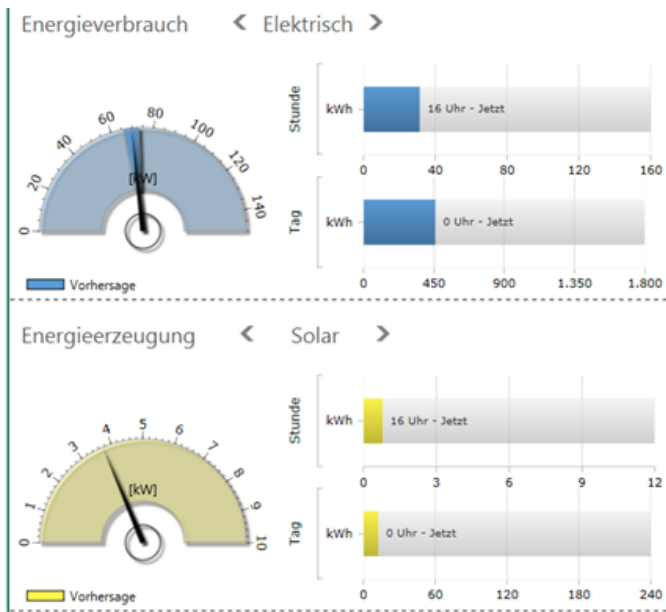 Energieverbrauch < Elektrisch >
0 20 40 60 80 100 120 140
[kW]
Vorhersage
Stunde
kWh
16 Uhr - Jetzt
0 40 80 120 160
Tag
kWh
0 Uhr - Jetzt
0 450 900 1.350 1.800
Energieerzeugung < Solar >
0 1 2 3 4 5 6 7 8 9 10
[kW]
Vorhersage
Stunde
kWh
16 Uhr - Jetzt
0 3 6 9 12
Tag
kWh
0 Uhr - Jetzt
0 60 120 180 240